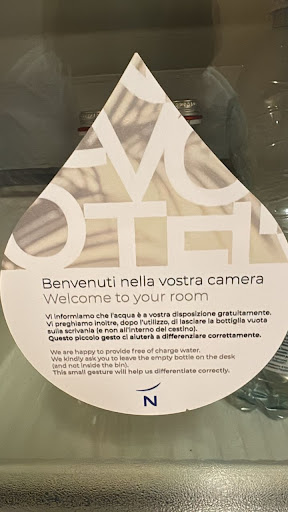 -VO
OTEL
Benvenuti nella vostra camera
Welcome to your room
Vi informiamo che l'acqua è a vostra disposizione gratuitamente.
Vi preghiamo inoltre, dopo l'utilizzo, di lasciare la bottiglia vuota
sulla scrivania (e non all'interno del cestino).
Questo piccolo gesto ci aiuterà a differenziare correttamente.
We are happy to provide free of charge water.
We kindly ask you to leave the empty bottle on the desk
(and not inside the bin).
This small gesture will help us differentiate correctly.
N